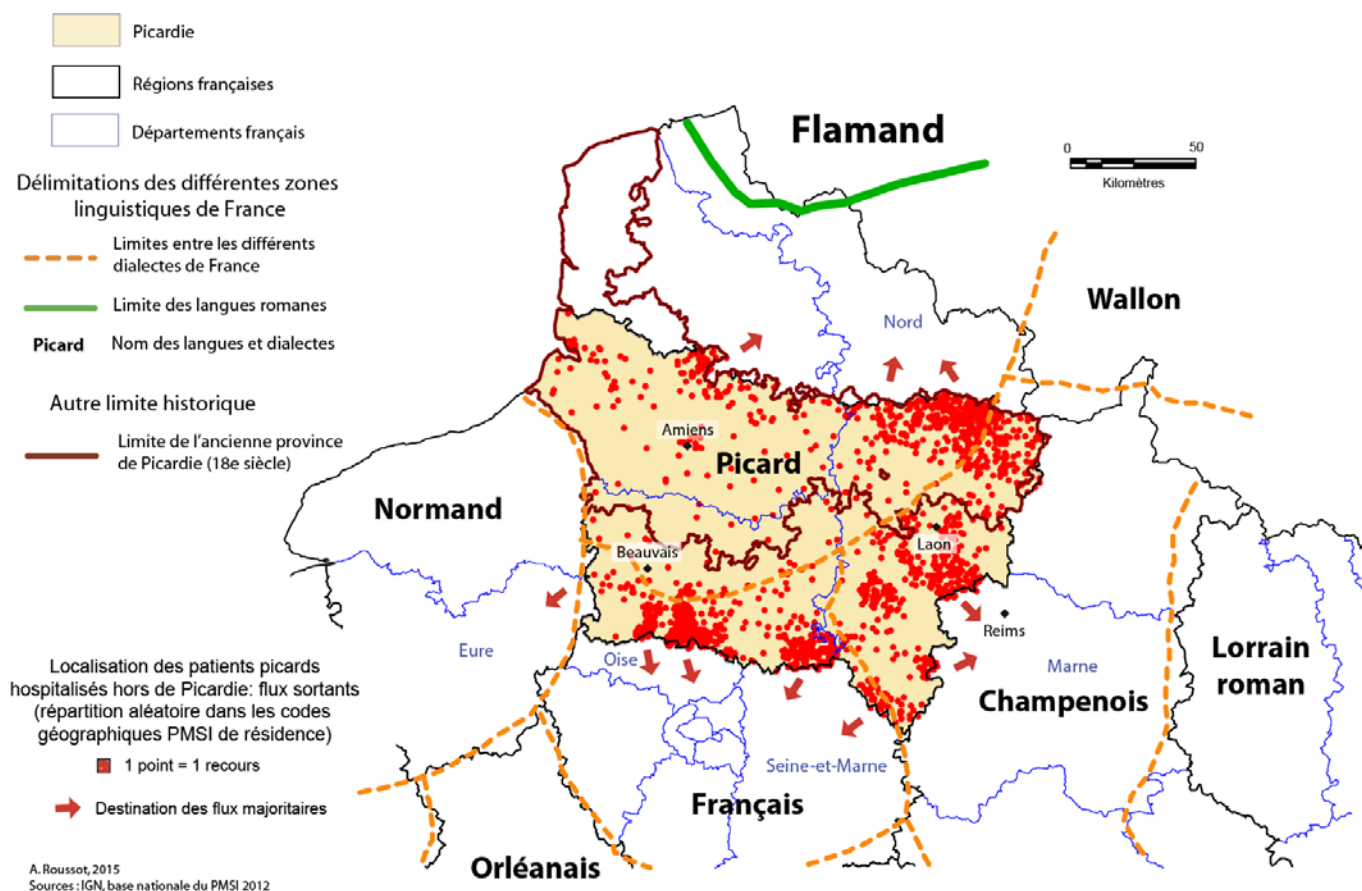 Picardie
Régions françaises
Départements français
Délimitations des différentes zones
linguistiques de France
Limites entre les différents
dialectes de France
Limite des langues romanes
Picard
Nom des langues et dialectes
Autre limite historique
Limite de l'ancienne province
de Picardie (18e siècle)
Localisation des patients picards
hospitalisés hors de Picardie: flux sortants
(répartition aléatoire dans les codes
géographiques PMSI de résidence)
1 point = 1 recours
Destination des flux majoritaires
A. Roussot, 2015
Sources : IGN, base nationale du PMSI 2012
Flamand
0 50
Kilomètres
Wallon
Nord
Amiens
Picard
Normand
Beauvais
Laon
Reims
Eure
Oise
Marne
Lorrain
roman
Champenois
Seine-et-Marne
Français
Orléanais